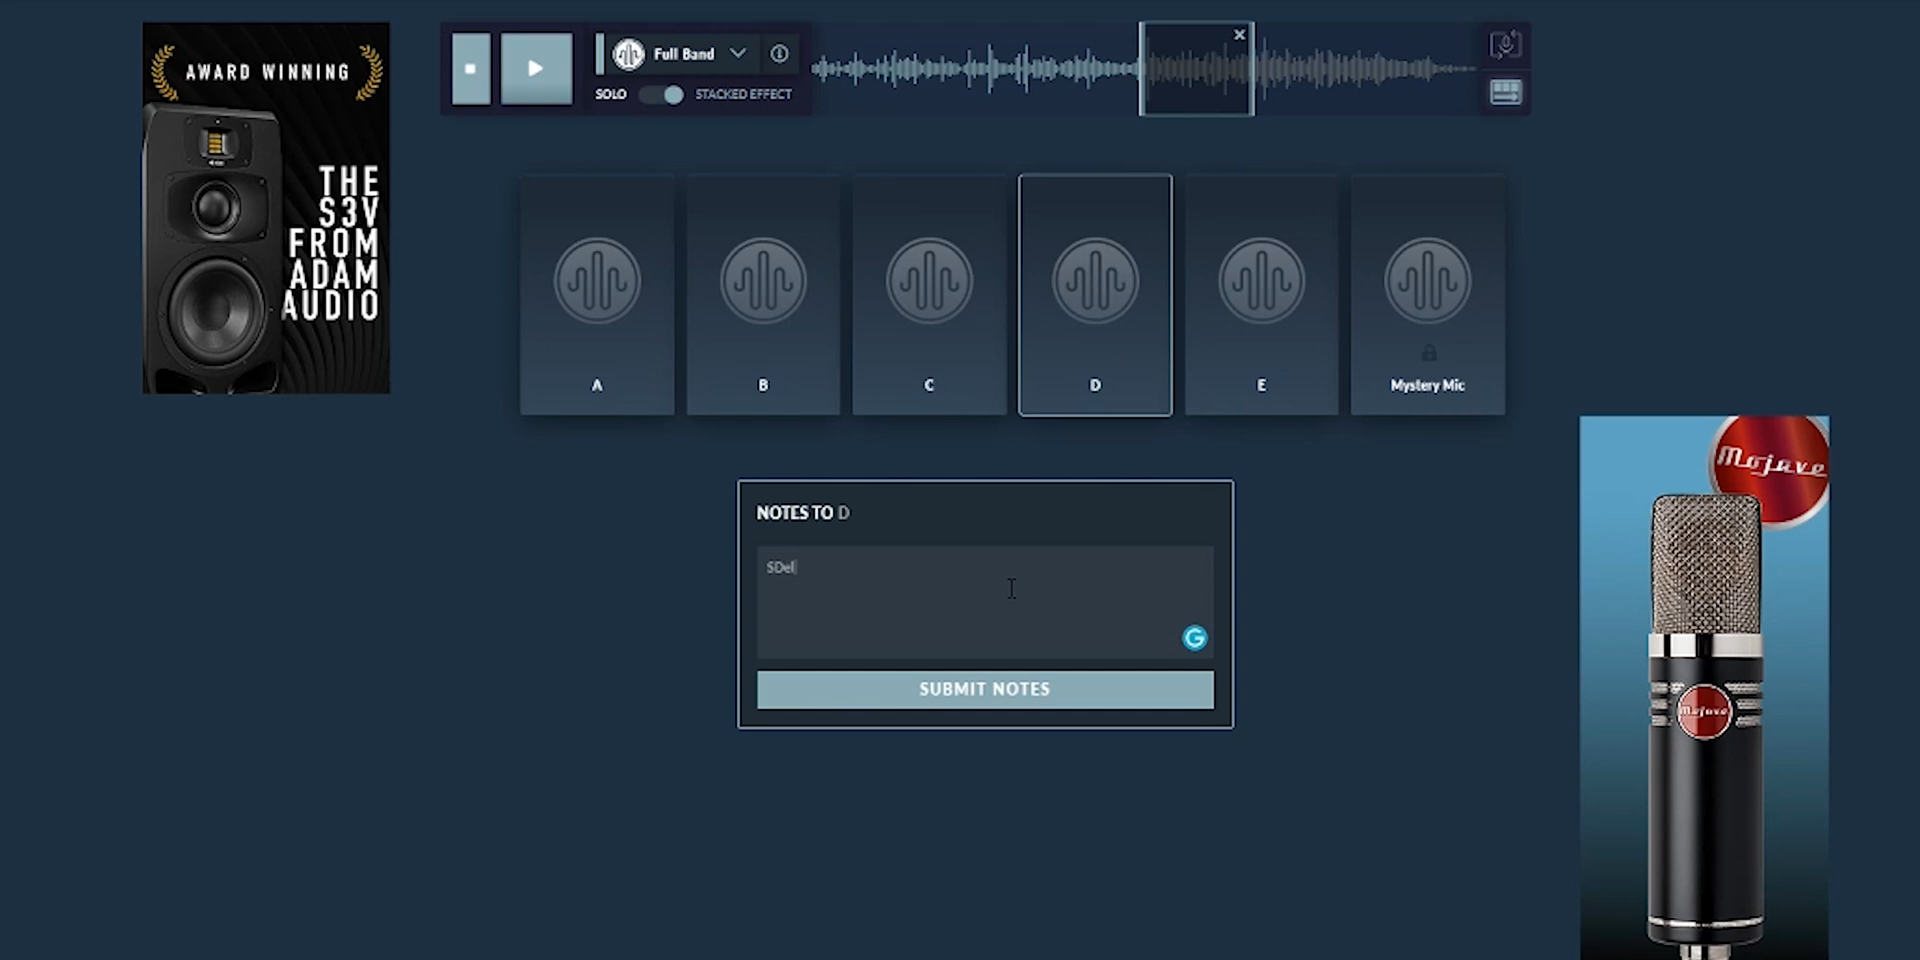 AWARD WINNING
THE
S3V
FROM
ADAM
AUDIO
Full Band
SOLO
STACKED EFFECT
A
B
C
D
E
Mystery Mic
NOTES TO D
SDel
SUBMIT NOTES
Mojave
Mojave